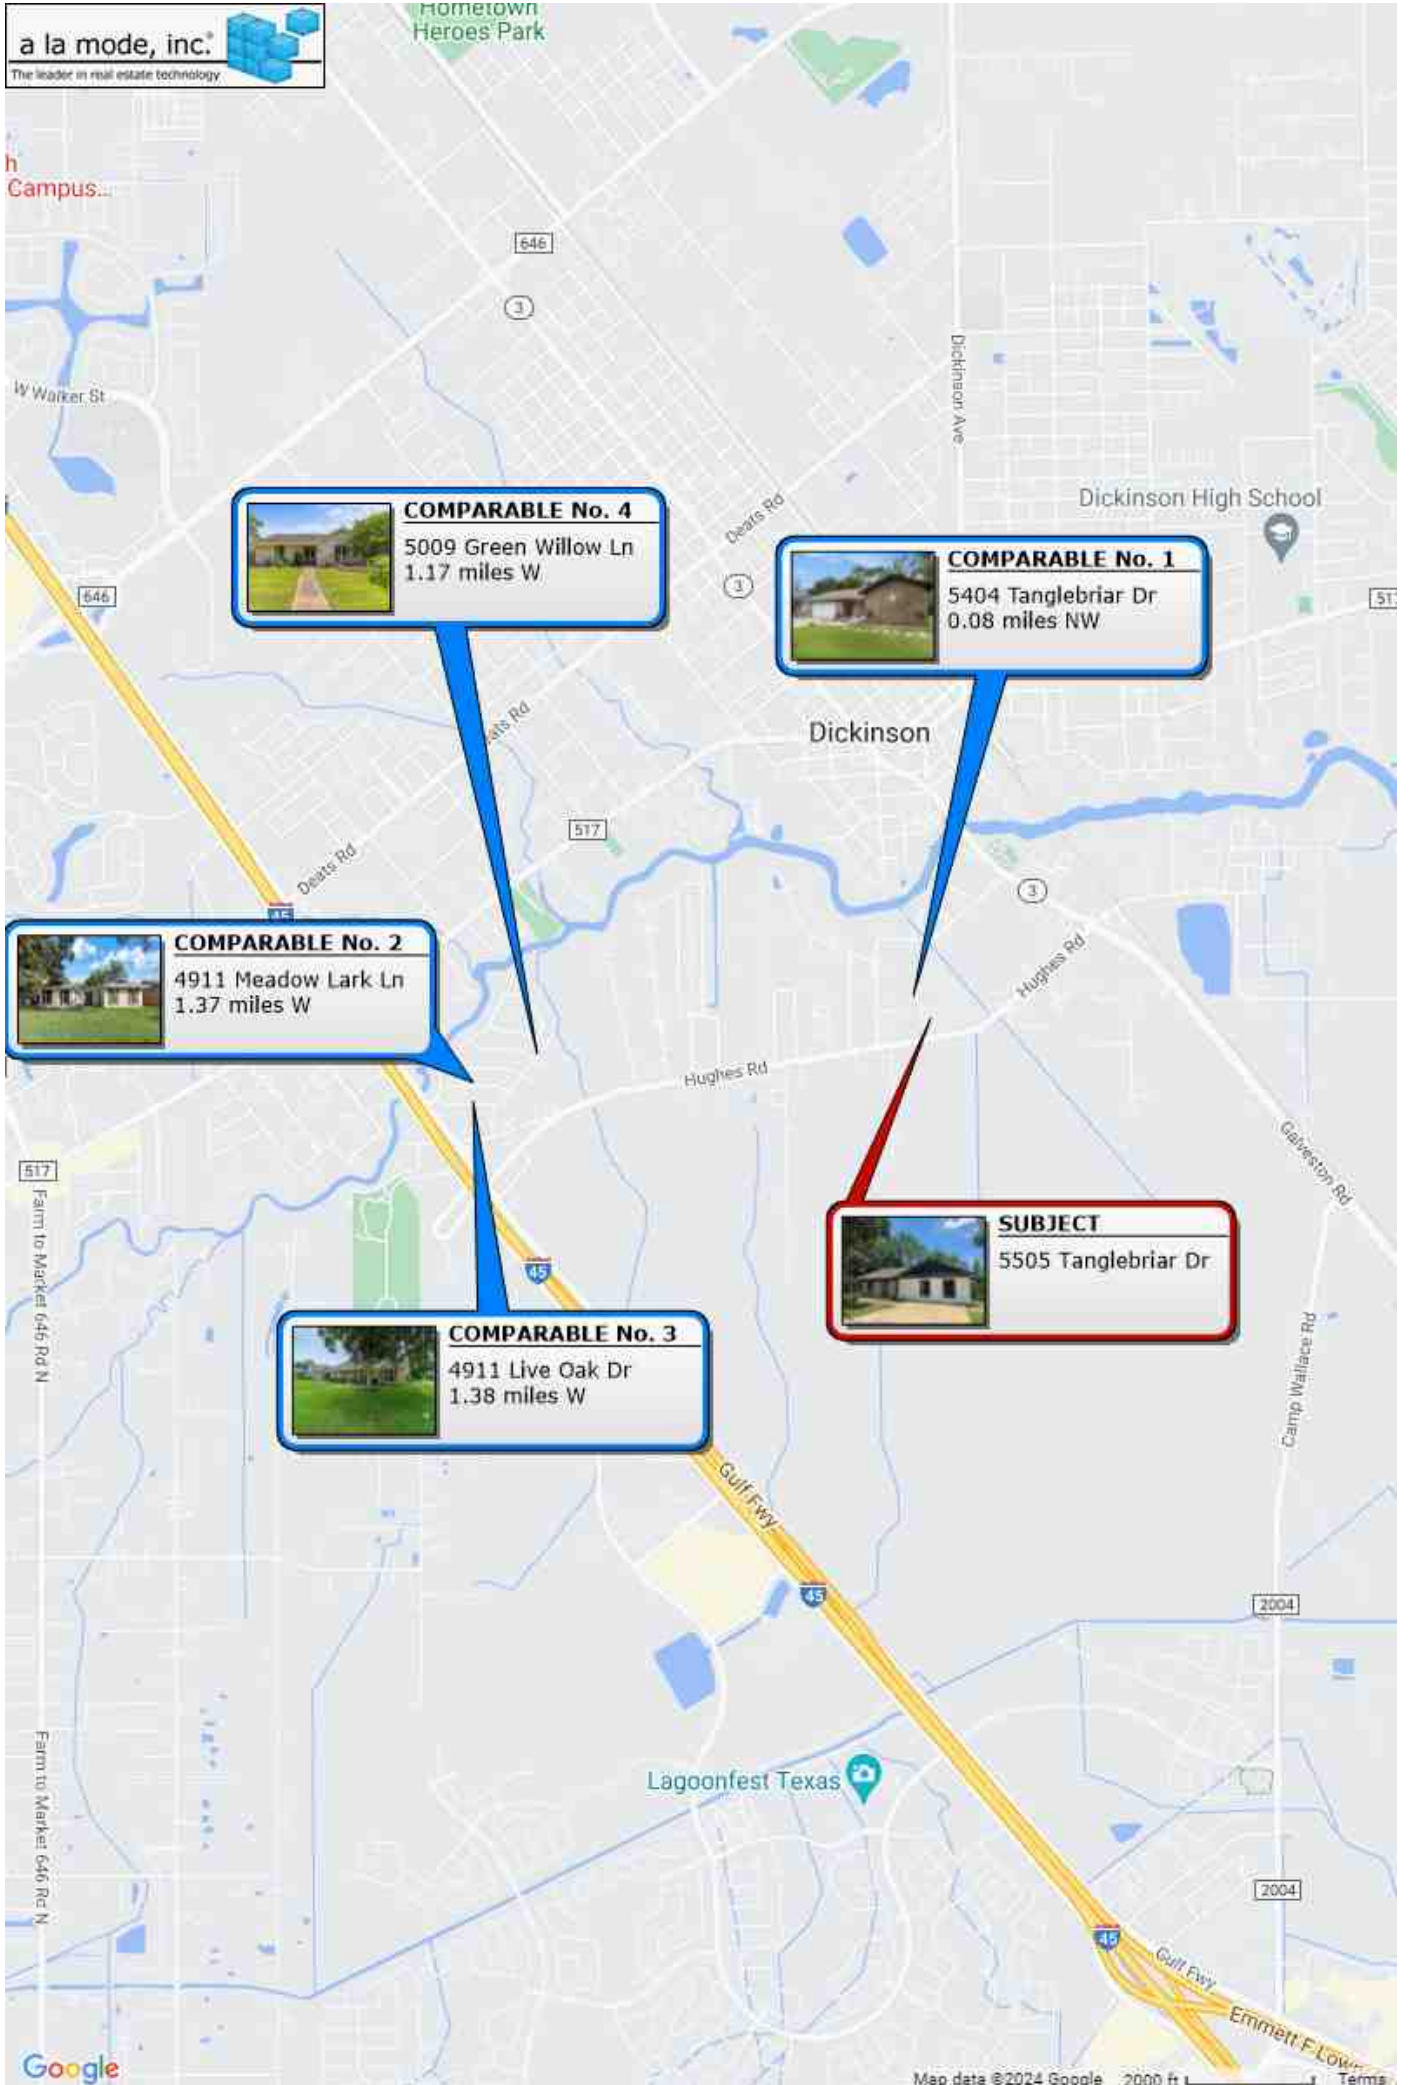 Hometown
Heroes Park
a la mode, inc.
The leader in real estate technology
h
Campus...
646
3
W Walker St
Dickinson Ave
Dickinson High School
Deats Rd
COMPARABLE No. 4
5009 Green Willow Ln
1.17 miles W
COMPARABLE No. 1
5404 Tanglebriar Dr
0.08 miles NW
3
646
51
ats Rd
Dickinson
517
Deats Rd
45
3
COMPARABLE No. 2
4911 Meadow Lark Ln
1.37 miles W
Hughes Rd
Hughes Rd
Galveston Rd
517
Farm to Market 646 Rd N
SUBJECT
5505 Tanglebriar Dr
45
COMPARABLE No. 3
4911 Live Oak Dr
1.38 miles W
Camp Wallace Rd
Gulf Fwy
45
2004
Farm to Market 646 Rd N
Lagoonfest Texas
2004
45
Gulf Fwy
Emmett F Lowr
Google
Map data ©2024 Google
2000 ft
Terms